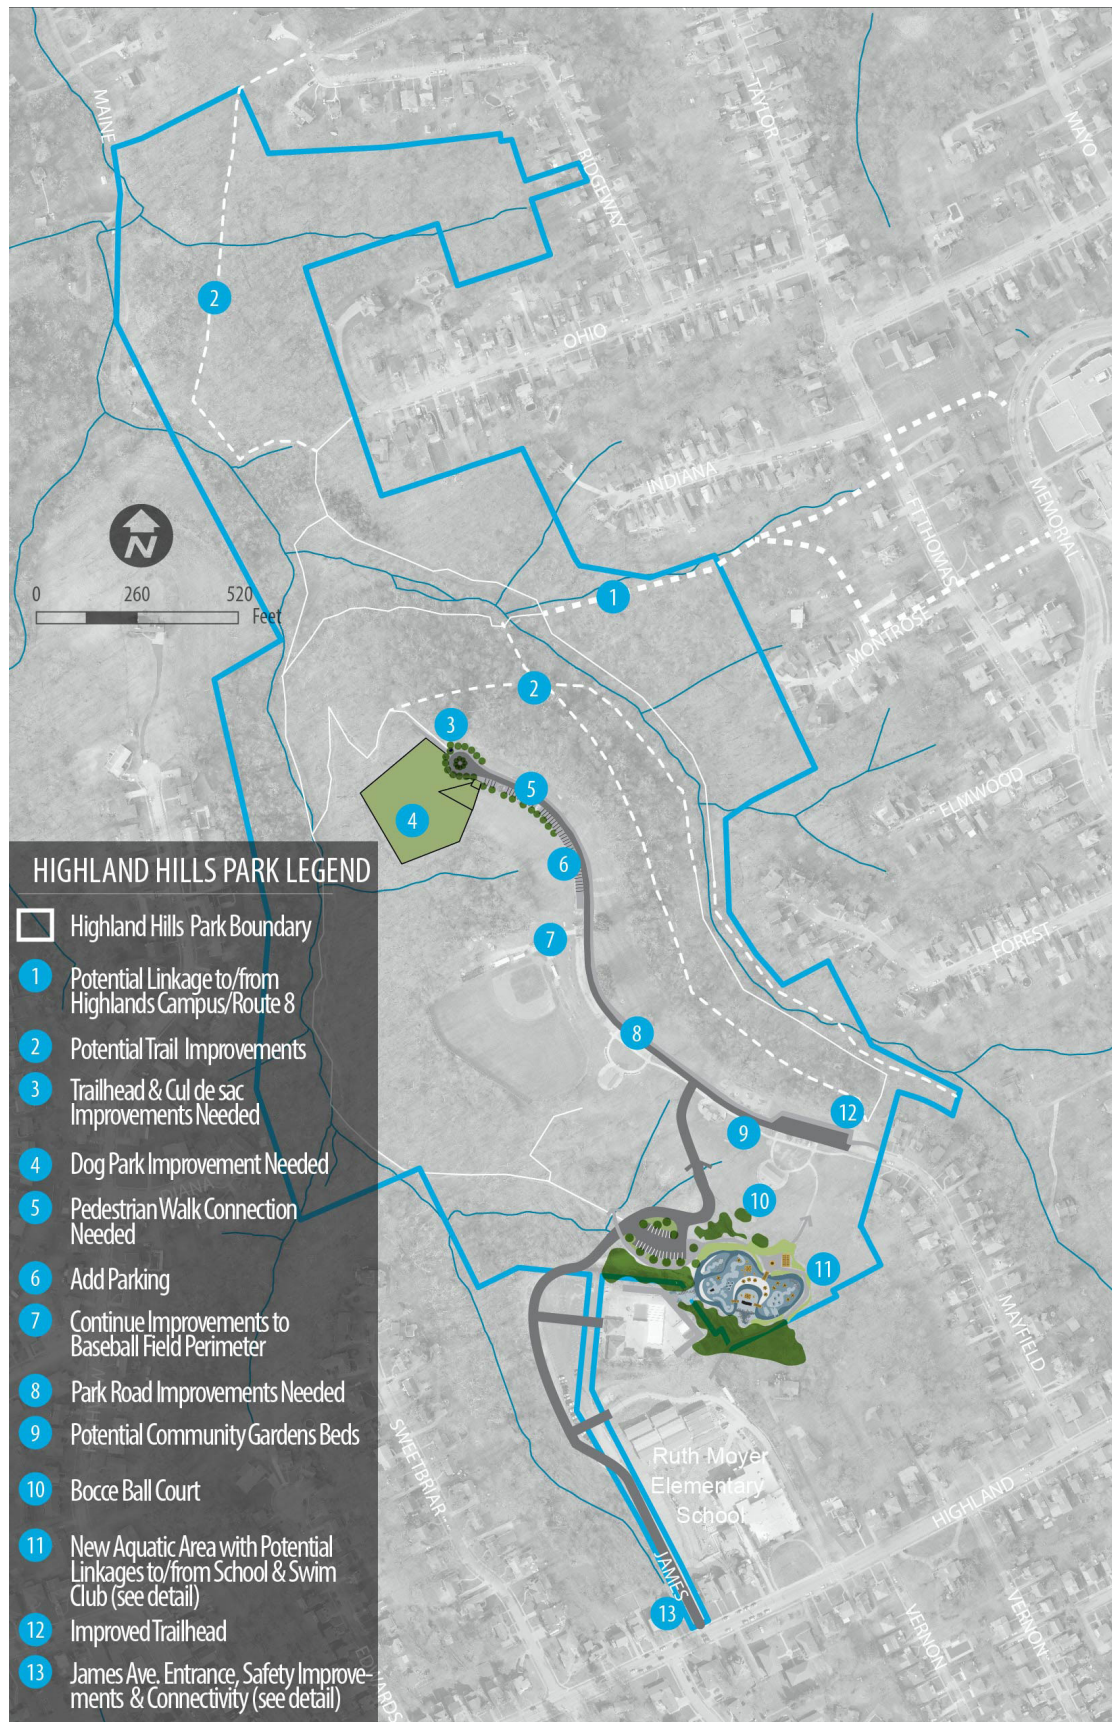 MAINE
RIDGEWAY
TAYLOR
MAYO
2
OHIO
INDIANA
FT THOMAS
MEMORIAL
N
0 260 520
Feet
1
MONTROSE
2
3
5
4
ELMWOOD
6
7
FOREST
8
12
9
10
11
MAYFIELD
SWEETBRIAR
Ruth Moyer
Elementary
School
HIGHLAND
JAMES
13
VERNON
VERNON
EDWARDS
INDIANA
HIGHLAND HILLS PARK LEGEND
Highland Hills Park Boundary
1 Potential Linkage to/from
Highlands Campus/Route 8
2 Potential Trail Improvements
3 Trailhead & Cul de sac
Improvements Needed
4 Dog Park Improvement Needed
5 Pedestrian Walk Connection
Needed
6 Add Parking
7 Continue Improvements to
Baseball Field Perimeter
8 Park Road Improvements Needed
9 Potential Community Gardens Beds
10 Bocce Ball Court
11 New Aquatic Area with Potential
Linkages to/from School & Swim
Club (see detail)
12 Improved Trailhead
13 James Ave. Entrance, Safety Improve-
ments & Connectivity (see detail)